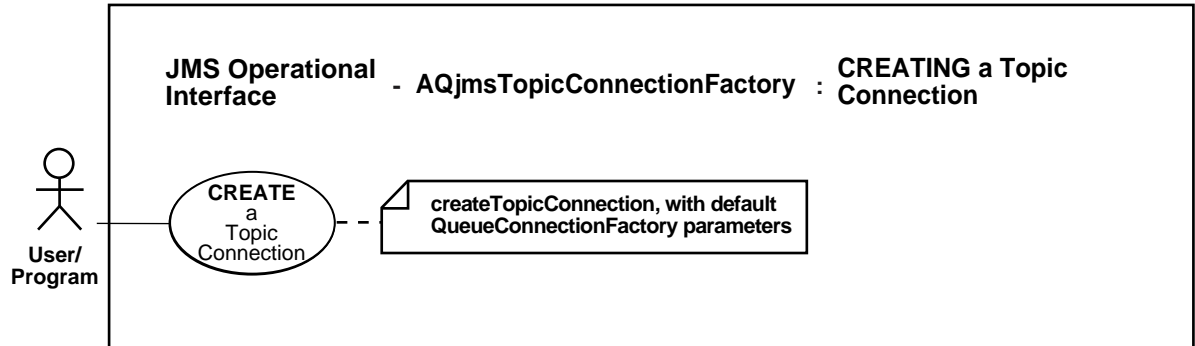 JMS Operational
Interface
- AQjmsTopicConnectionFactory :
CREATING a Topic
Connection
User/
Program
CREATE
a
Topic
Connection
createTopicConnection, with default
QueueConnectionFactory parameters